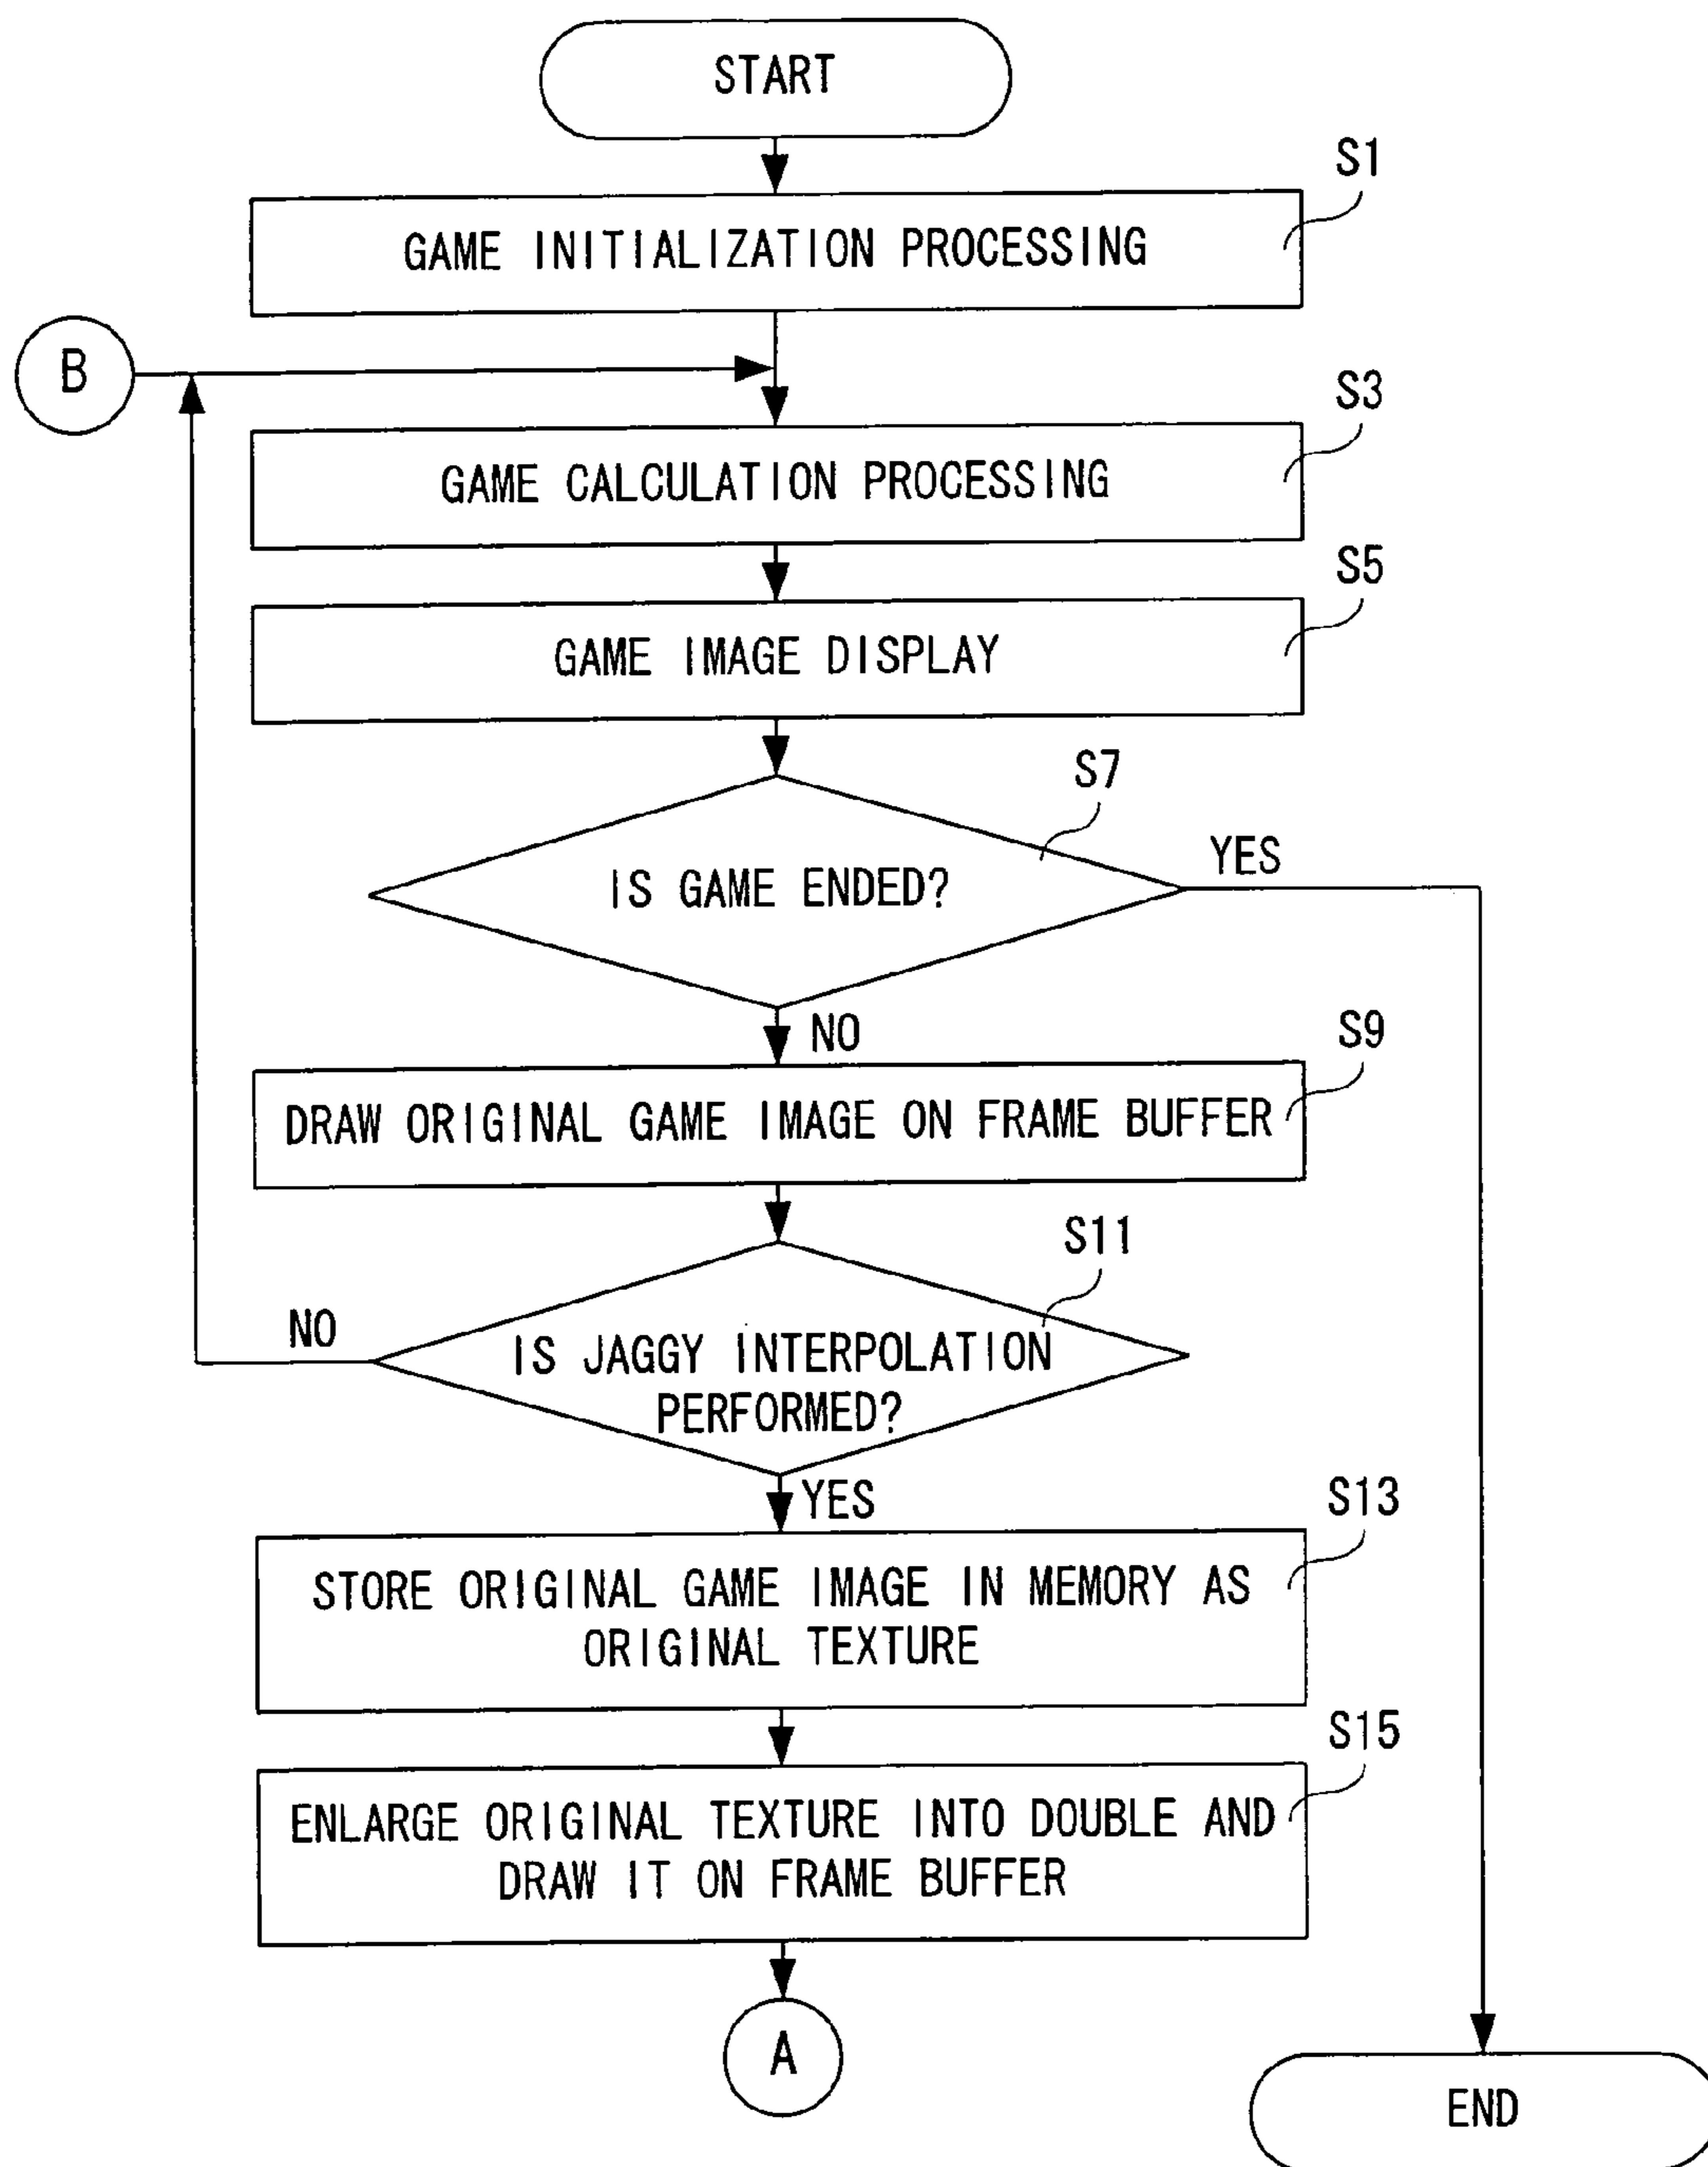 START
S1
GAME INITIALIZATION PROCESSING
B
S3
GAME CALCULATION PROCESSING
S5
GAME IMAGE DISPLAY
S7
YES
IS GAME ENDED?
NO
S9
DRAW ORIGINAL GAME IMAGE ON FRAME BUFFER
S11
NO
IS JAGGY INTERPOLATION
PERFORMED?
YES
S13
STORE ORIGINAL GAME IMAGE IN MEMORY AS
ORIGINAL TEXTURE
S15
ENLARGE ORIGINAL TEXTURE INTO DOUBLE AND
DRAW IT ON FRAME BUFFER
A
END